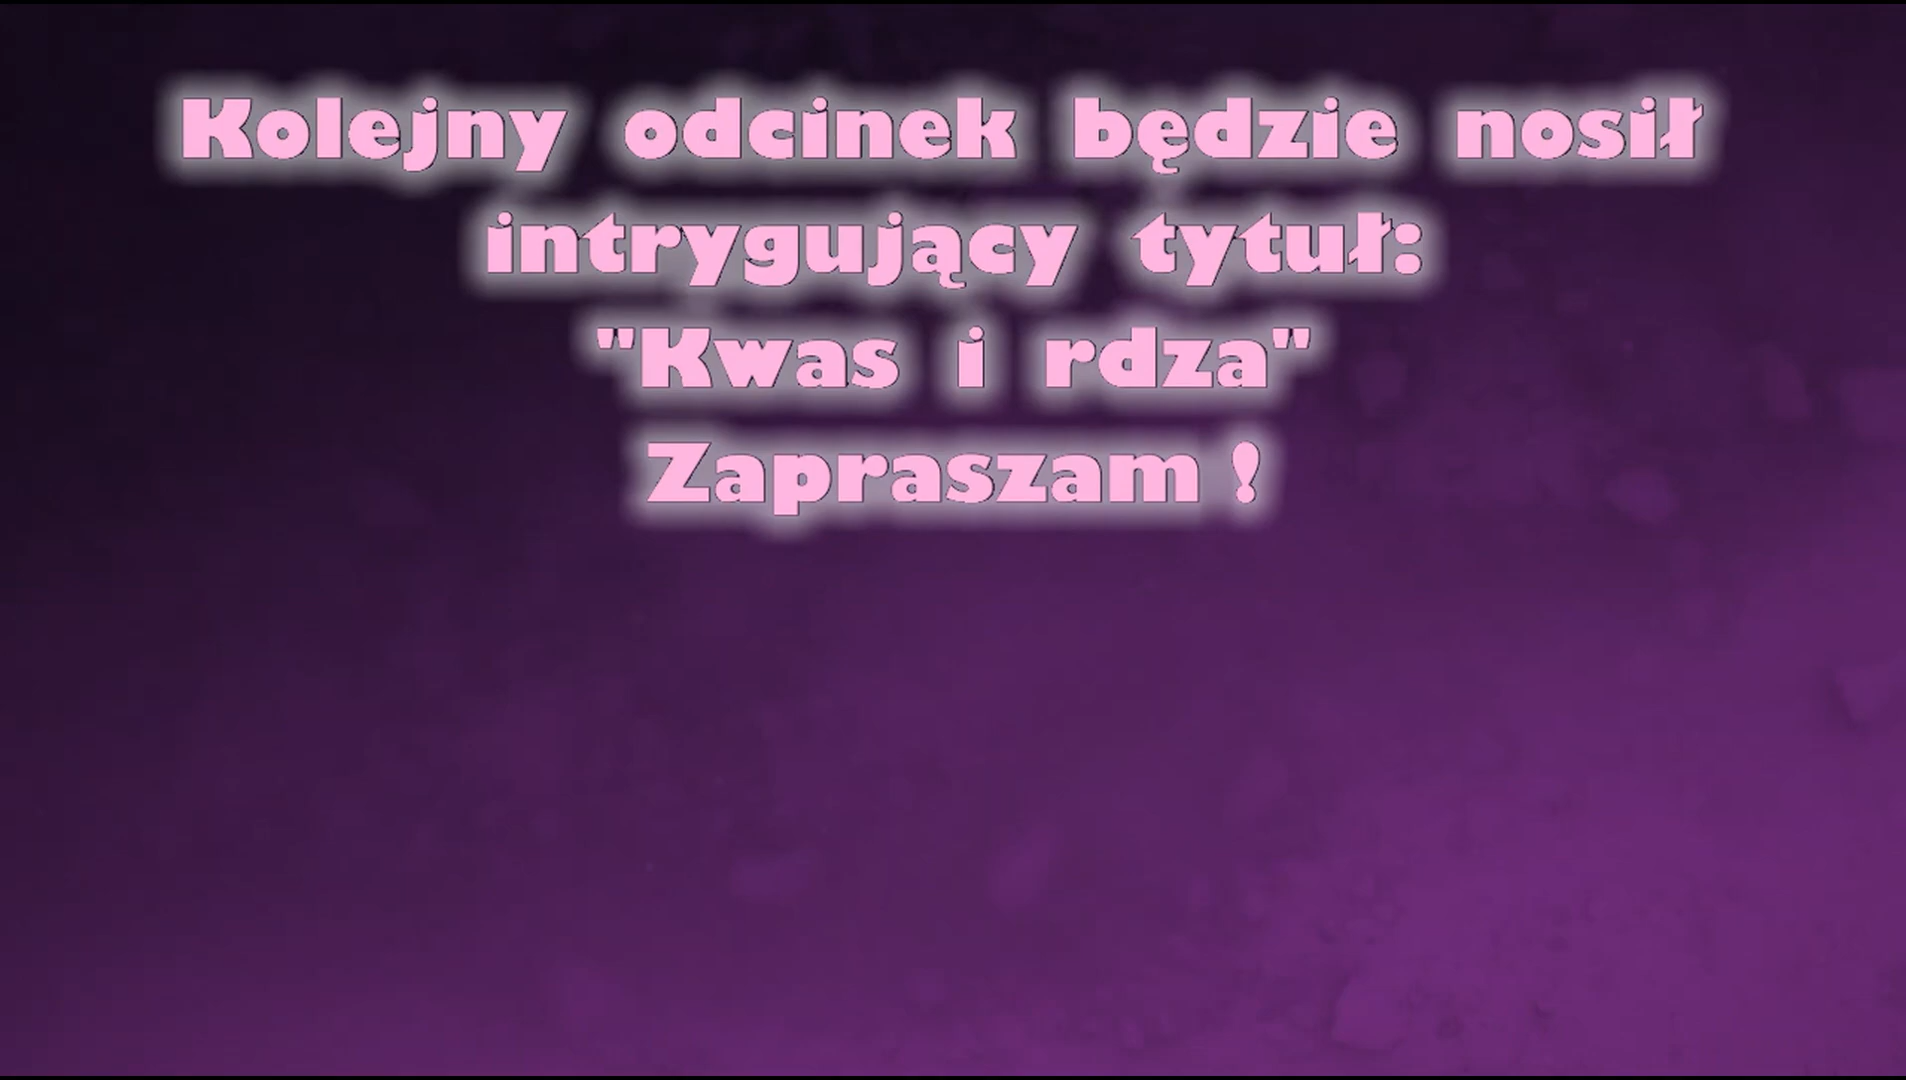 Kolejny odcinek będzie nosił
intrygujący tytuł:
"Kwas i rdza"
Zapraszam !